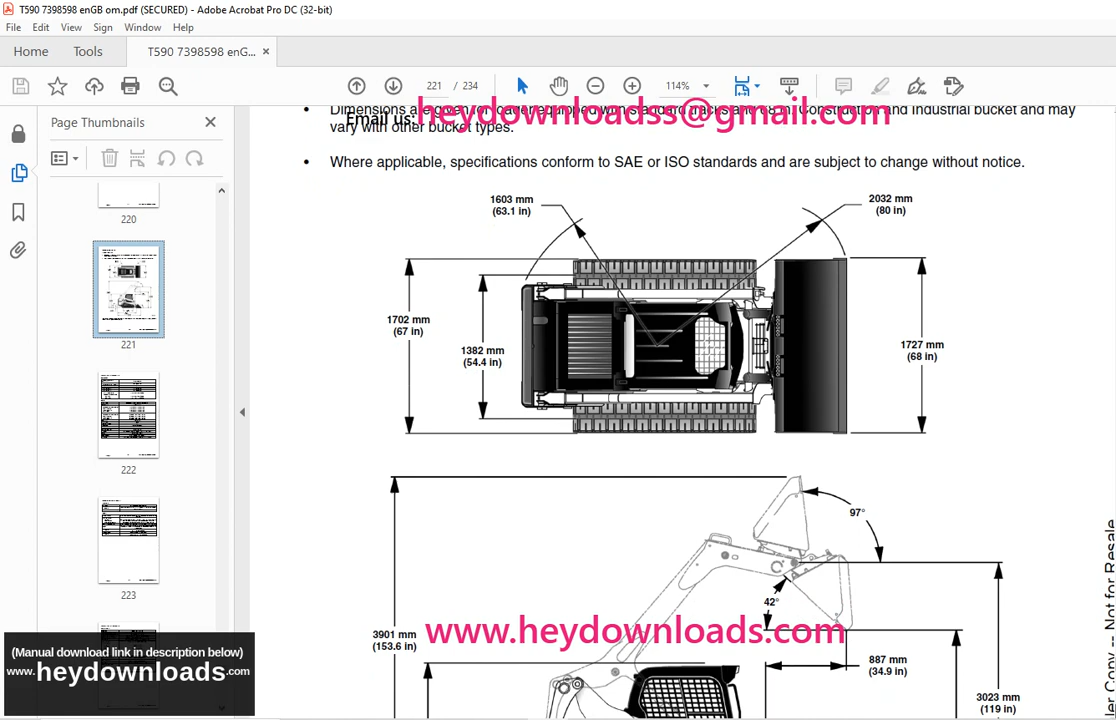 T590 7398598 enGB om.pdf (SECURED) - Adobe Acrobat Pro DC (32-bit)
File Edit View Sign Window Help
Home Tools T590 7398598 enG... ×
221 / 234 114%
Page Thumbnails
220
221
222
223
Email us: heydownloadss@gmail.com
vary with other bucket types.
• Where applicable, specifications conform to SAE or ISO standards and are subject to change without notice.
1603 mm
(63.1 in)
2032 mm
(80 in)
1702 mm
(67 in)
1382 mm
(54.4 in)
1727 mm
(68 in)
97°
42°
3901 mm
(153.6 in)
www.heydownloads.com
887 mm
(34.9 in)
3023 mm
(119 in)
ler Copy -- Not for Resale
(Manual download link in description below)
www.heydownloads.com